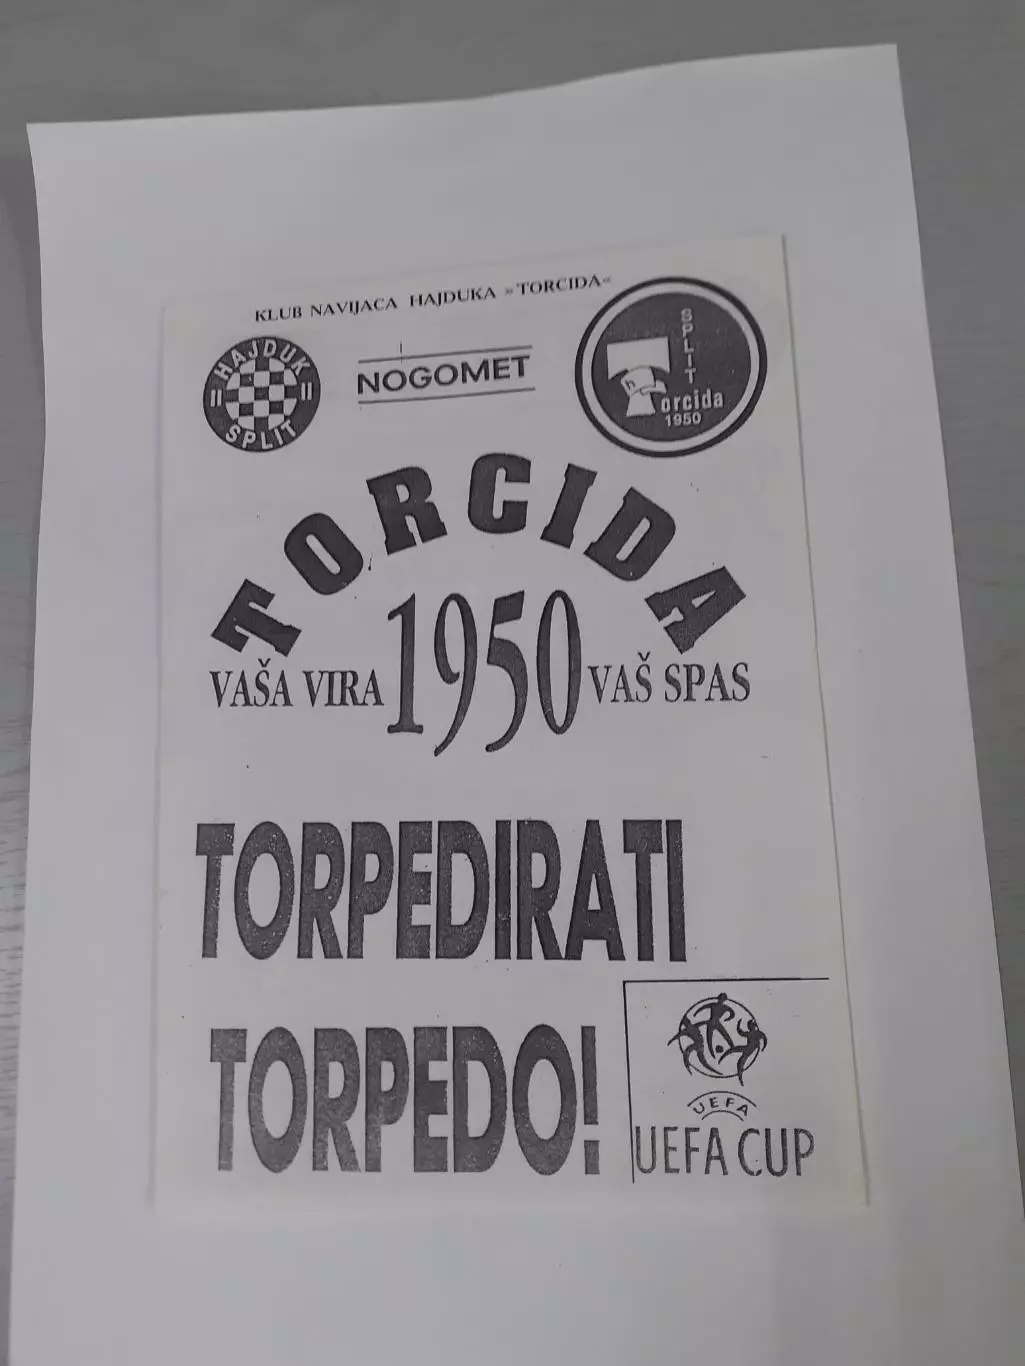 KLUB NAVIJACA HAJDUKA »TORCIDA«
HAJDUK
SPLIT
NOGOMET
SPLIT
h
Torcida
1950
TORCIDA
VAŠA VIRA 1950 VAŠ SPAS
TORPEDIRATI
TORPEDO!
UEFA
UEFA CUP